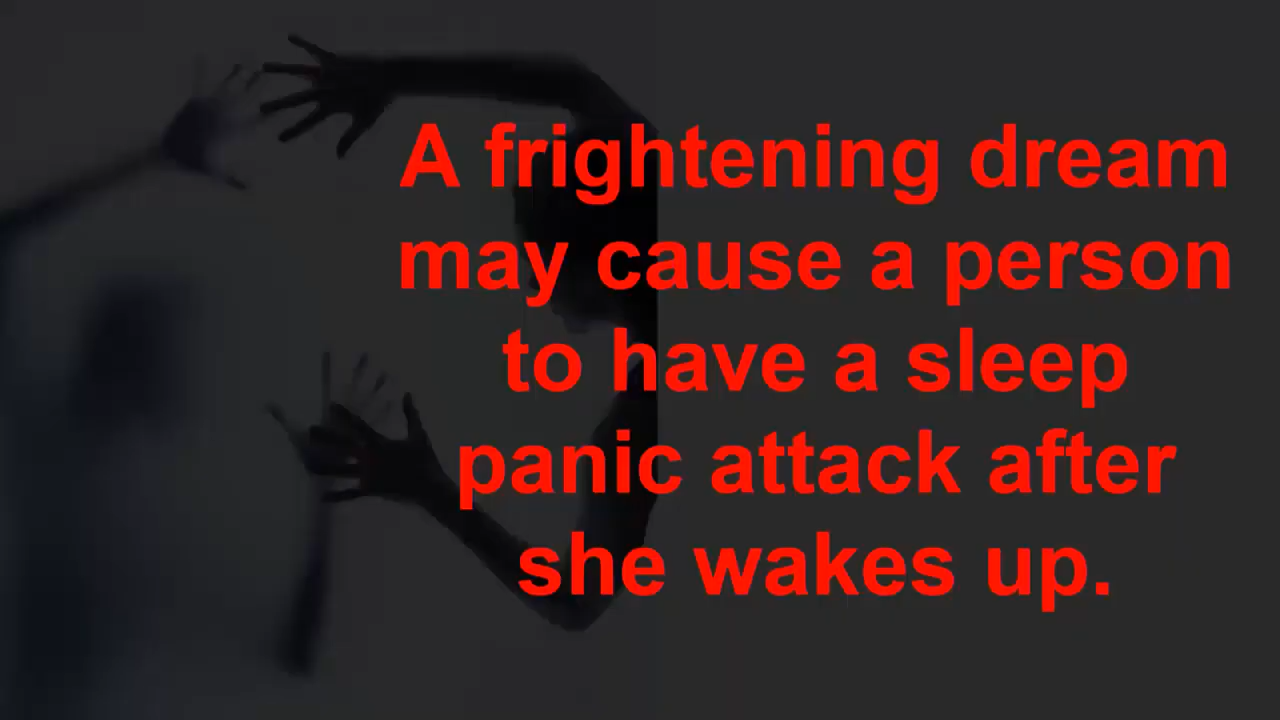 A frightening dream
may cause a person
to have a sleep
panic attack after
she wakes up.